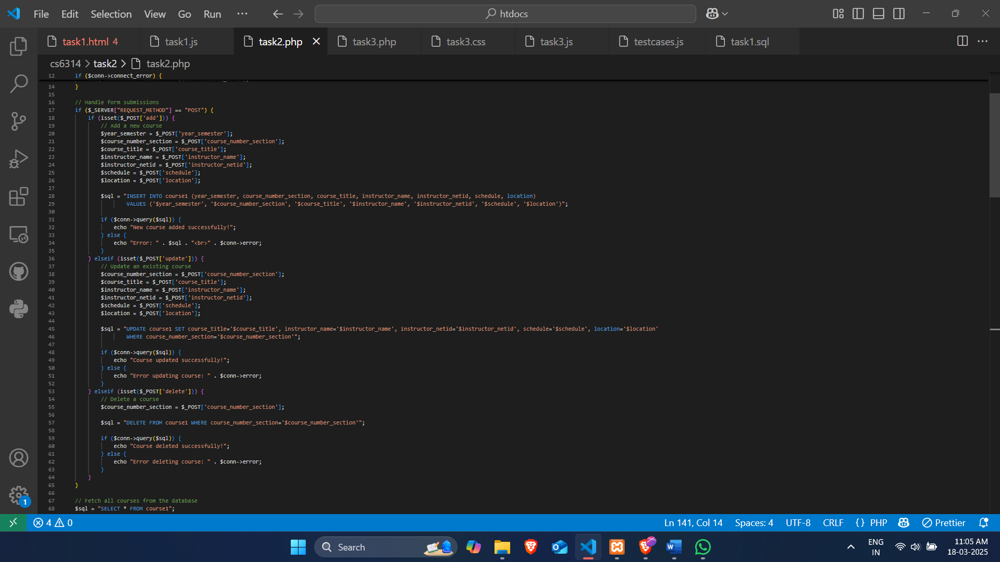 File Edit Selection View Go Run ··· htdocs
task1.html 4 task1.js task2.php task3.php task3.css task3.js testcases.js task1.sql
cs6314 > task2 > task2.php
12 if ($conn->connect_error) {
14 }
15
16 // Handle form submissions
17 if ($_SERVER["REQUEST_METHOD"] == "POST") {
18 if (isset($_POST['add'])) {
19 // Add a new course
20 $year_semester = $_POST['year_semester'];
21 $course_number_section = $_POST['course_number_section'];
22 $course_title = $_POST['course_title'];
23 $instructor_name = $_POST['instructor_name'];
24 $instructor_netid = $_POST['instructor_netid'];
25 $schedule = $_POST['schedule'];
26 $location = $_POST['location'];
27
28 $sql = "INSERT INTO course1 (year_semester, course_number_section, course_title, instructor_name, instructor_netid, schedule, location)
29 VALUES ('$year_semester', '$course_number_section', '$course_title', '$instructor_name', '$instructor_netid', '$schedule', '$location')";
30
31 if ($conn->query($sql)) {
32 echo "New course added successfully!";
33 } else {
34 echo "Error: " . $sql . "<br>" . $conn->error;
35 }
36 } elseif (isset($_POST['update'])) {
37 // Update an existing course
38 $course_number_section = $_POST['course_number_section'];
39 $course_title = $_POST['course_title'];
40 $instructor_name = $_POST['instructor_name'];
41 $instructor_netid = $_POST['instructor_netid'];
42 $schedule = $_POST['schedule'];
43 $location = $_POST['location'];
44
45 $sql = "UPDATE course1 SET course_title='$course_title', instructor_name='$instructor_name', instructor_netid='$instructor_netid', schedule='$schedule', location='$location'
46 WHERE course_number_section='$course_number_section'";
47
48 if ($conn->query($sql)) {
49 echo "Course updated successfully!";
50 } else {
51 echo "Error updating course: " . $conn->error;
52 }
53 } elseif (isset($_POST['delete'])) {
54 // Delete a course
55 $course_number_section = $_POST['course_number_section'];
56
57 $sql = "DELETE FROM course1 WHERE course_number_section='$course_number_section'";
58
59 if ($conn->query($sql)) {
60 echo "Course deleted successfully!";
61 } else {
62 echo "Error deleting course: " . $conn->error;
63 }
64 }
65 }
66
67 // Fetch all courses from the database
68 $sql = "SELECT * FROM course1";
1
4 0 Ln 141, Col 14 Spaces: 4 UTF-8 CRLF {} PHP Prettier
Search ENG IN 11:05 AM 18-03-2025